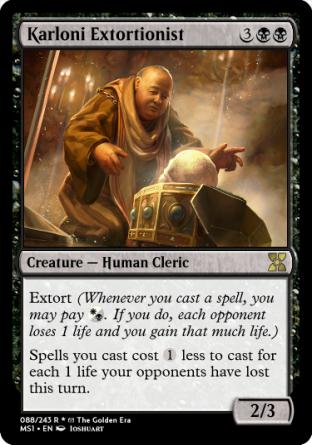 Karloni Extortionist 3
Creature — Human Cleric
Extort (Whenever you cast a spell, you
may pay . If you do, each opponent
loses 1 life and you gain that much life.)
Spells you cast cost 1 less to cast for
each 1 life your opponents have lost
this turn.
2/3
088/243 R * The Golden Era
MS1 • EN Ioshuart